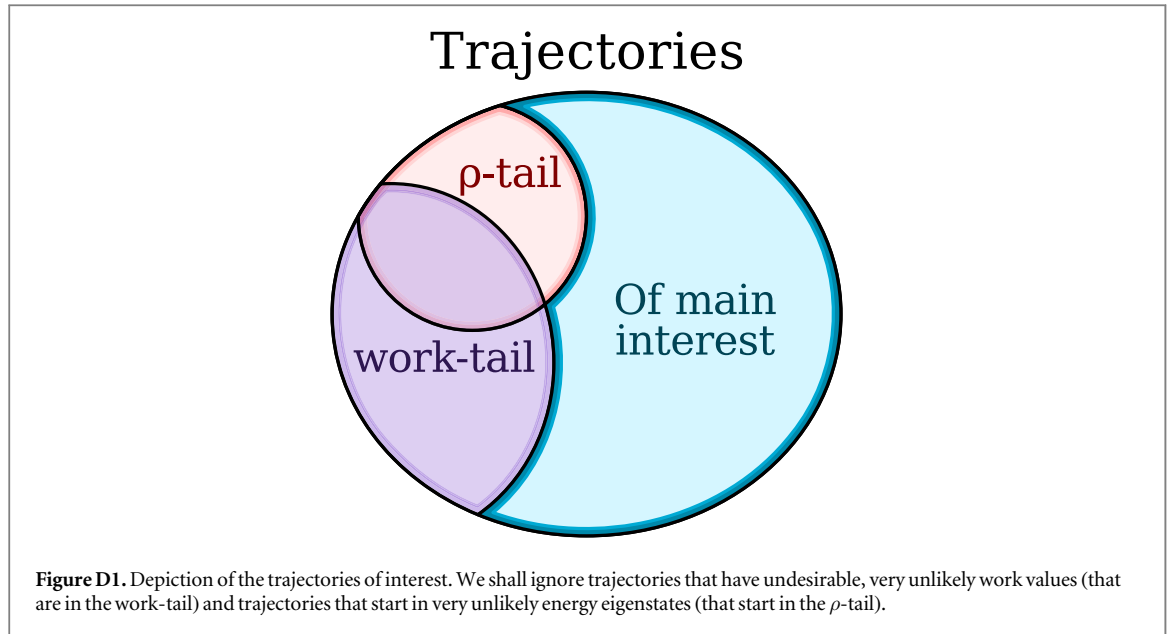 Trajectories
ρ-tail
Of main
interest
work-tail
Figure D1. Depiction of the trajectories of interest. We shall ignore trajectories that have undesirable, very unlikely work values (that
are in the work-tail) and trajectories that start in very unlikely energy eigenstates (that start in the ρ-tail).